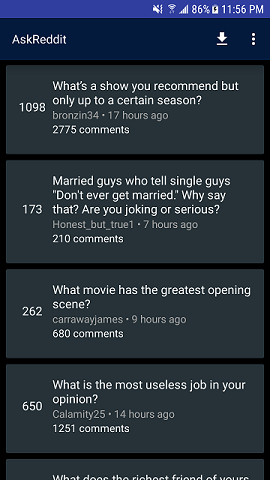 86% 11:56 PM
AskReddit
What's a show you recommend but
only up to a certain season?
1098
bronzin34 • 17 hours ago
2775 comments
Married guys who tell single guys
"Don't ever get married." Why say
that? Are you joking or serious?
173
Honest_but_true1 • 7 hours ago
210 comments
What movie has the greatest opening
scene?
262
carrawayjames • 9 hours ago
680 comments
What is the most useless job in your
opinion?
650
Calamity25 • 14 hours ago
1251 comments
What does the richest friend of yours